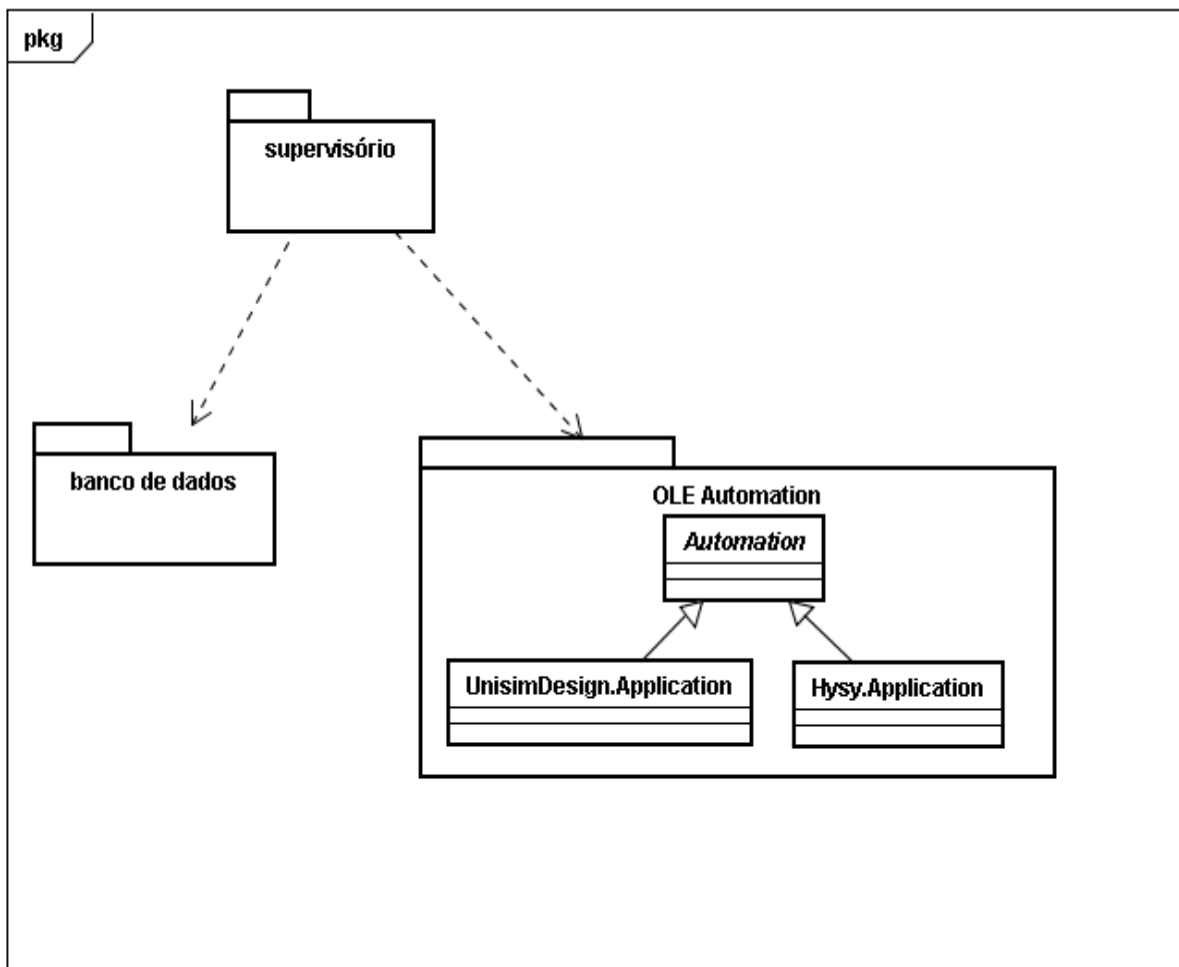 pkg
supervisório
banco de dados
OLE Automation
Automation
UnisimDesign.Application
Hysy.Application